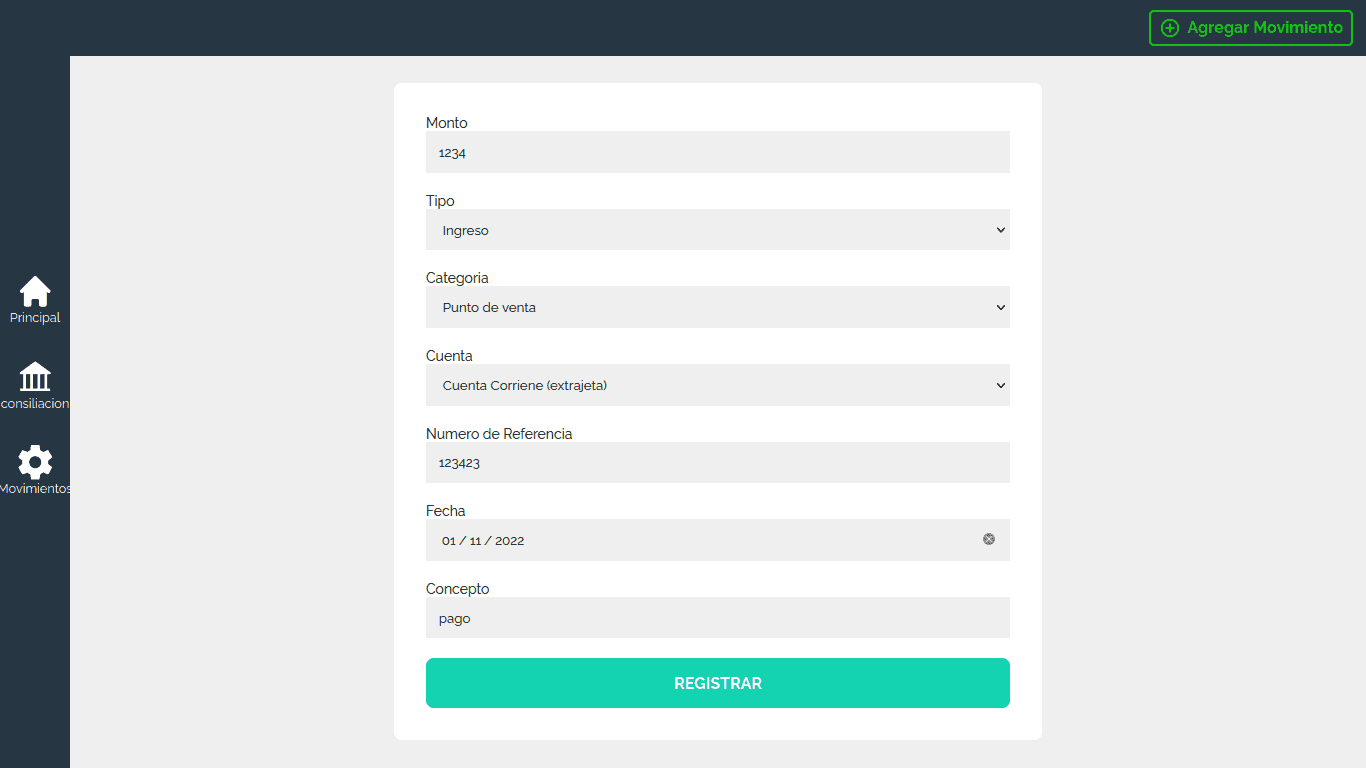 Agregar Movimiento
Principal
consiliacion
Movimientos
Monto
1234
Tipo
Ingreso
Categoria
Punto de venta
Cuenta
Cuenta Corriene (extrajeta)
Numero de Referencia
123423
Fecha
01 / 11 / 2022
Concepto
pago
REGISTRAR